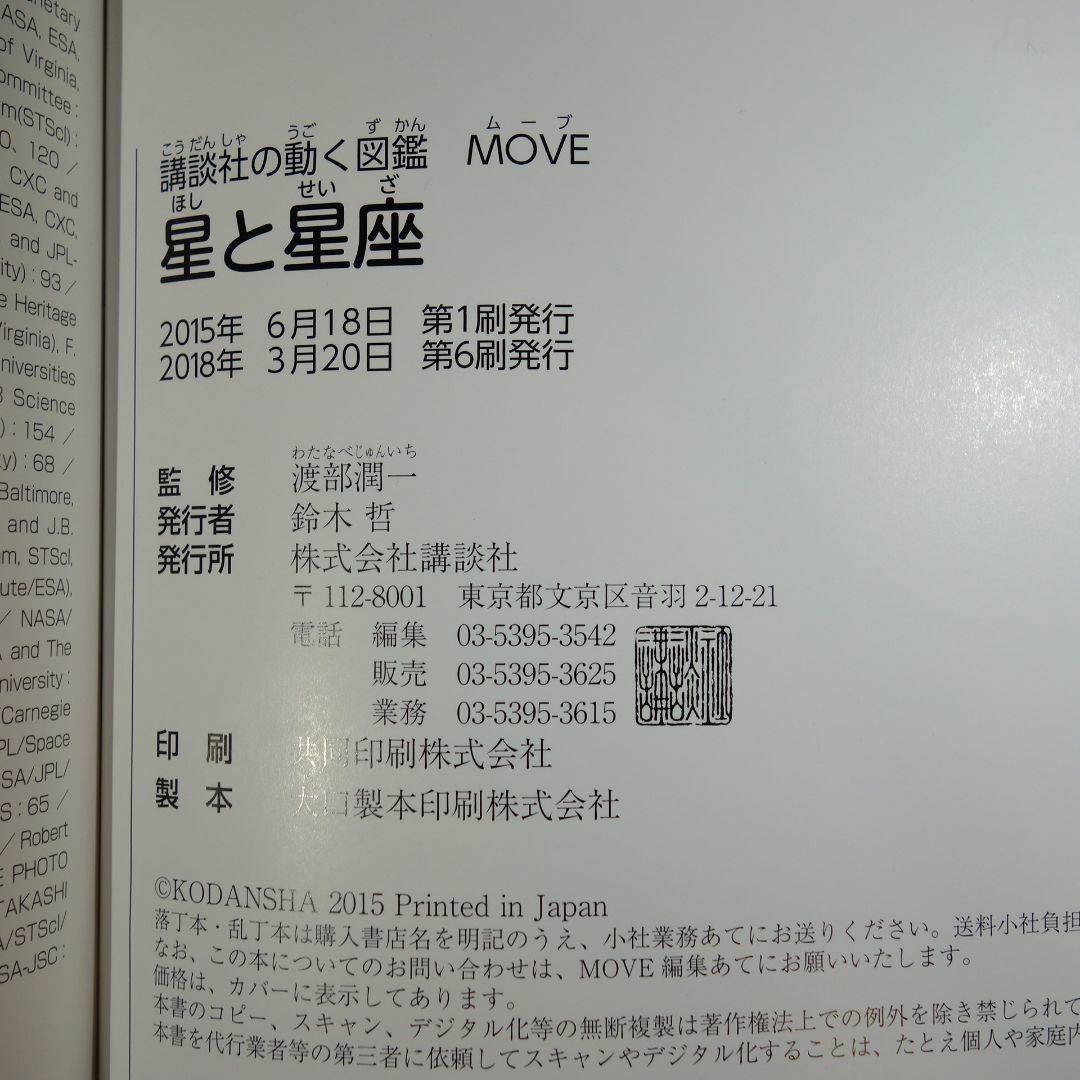 netary
ASA, ESA,
of Virginia,
ommittee :
m(STScI) :
0、120 /
CXC and
ESA, CXC,
and JPL-
ity) : 93 /
e Heritage
Virginia), F.
niversities
3 Science
) : 154 /
ty) : 68 /
Baltimore,
and J.B.
am, STScI,
ute/ESA),
/ NASA/
A and The
niversity :
/Carnegie
PL/Space
SA/JPL/
S : 65 /
/ Robert
E PHOTO
TAKASHI
A/STScI/
SA-JSC :
こうだんしゃ うご ずかん ムーブ
講談社の動く図鑑 MOVE
ほし せいざ
星と星座
2015年 6月18日 第1刷発行
2018年 3月20日 第6刷発行
わたなべじゅんいち
監 修 渡部潤一
発行者 鈴木 哲
発行所 株式会社講談社
〒112-8001 東京都文京区音羽 2-12-21
電話 編集 03-5395-3542
販売 03-5395-3625
業務 03-5395-3615
印 刷 共同印刷株式会社
製 本 大口製本印刷株式会社
©KODANSHA 2015 Printed in Japan
落丁本・乱丁本は購入書店名を明記のうえ、小社業務あてにお送りください。送料小社負担
なお、この本についてのお問い合わせは、MOVE 編集あてにお願いいたします。
価格は、カバーに表示してあります。
本書のコピー、スキャン、デジタル化等の無断複製は著作権法上での例外を除き禁じられて
本書を代行業者等の第三者に依頼してスキャンやデジタル化することは、たとえ個人や家庭内